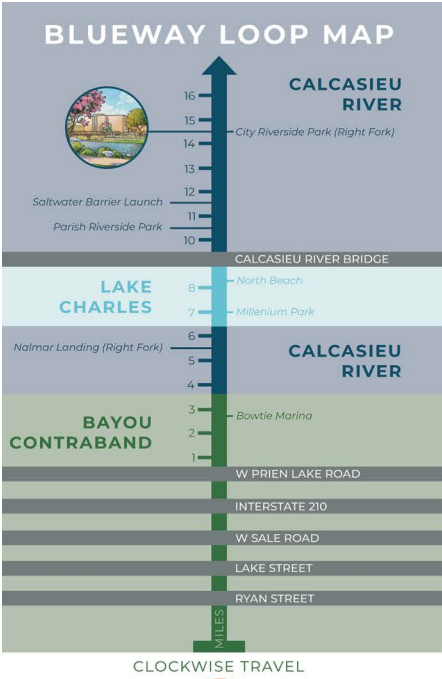 BLUEWAY LOOP MAP
CALCASIEU
RIVER
16
15
City Riverside Park (Right Fork)
14
13
12
Saltwater Barrier Launch
11
Parish Riverside Park
10
CALCASIEU RIVER BRIDGE
LAKE
CHARLES
North Beach
8
7
Millenium Park
6
Nalmar Landing (Right Fork)
5
4
CALCASIEU
RIVER
BAYOU
CONTRABAND
3
Bowtie Marina
2
1
W PRIEN LAKE ROAD
INTERSTATE 210
W SALE ROAD
LAKE STREET
RYAN STREET
MILES
CLOCKWISE TRAVEL